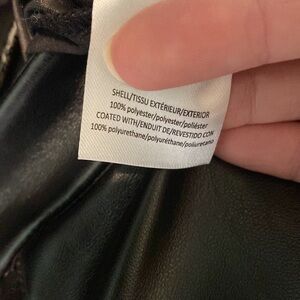 SHELL/TISSU EXTÉRIEUR/EXTERIOR
100% polyester/polyester/poliéster
COATED WITH/ENDUIT DE/REVESTIDO CON
100% polyurethane/polyuréthane/poliuretano